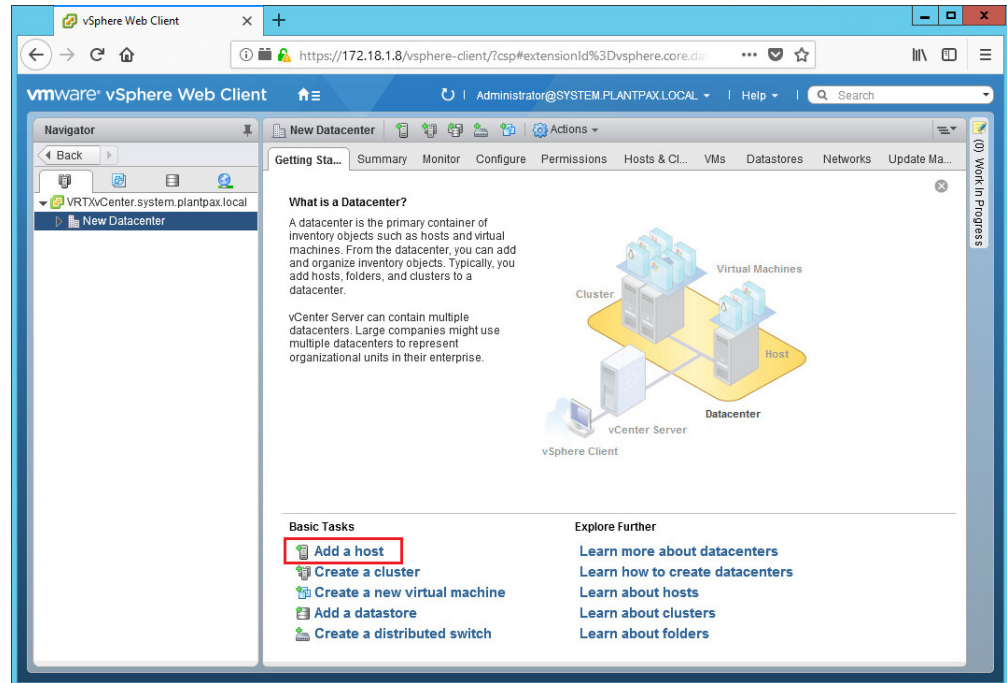 vSphere Web Client
https://172.18.1.8/vsphere-client/?csp#extensionId%3Dvsphere.core.da
vmware® vSphere Web Client
Administrator@SYSTEM.PLANTPAX.LOCAL
Help
Search
Navigator
Back
VRTXvCenter.system.plantpax.local
New Datacenter
New Datacenter
Actions
Getting Sta...
Summary
Monitor
Configure
Permissions
Hosts & Cl...
VMs
Datastores
Networks
Update Ma...
What is a Datacenter?
A datacenter is the primary container of
inventory objects such as hosts and virtual
machines. From the datacenter, you can add
and organize inventory objects. Typically, you
add hosts, folders, and clusters to a
datacenter.
vCenter Server can contain multiple
datacenters. Large companies might use
multiple datacenters to represent
organizational units in their enterprise.
Virtual Machines
Cluster
Host
Datacenter
vCenter Server
vSphere Client
Basic Tasks
Add a host
Create a cluster
Create a new virtual machine
Add a datastore
Create a distributed switch
Explore Further
Learn more about datacenters
Learn how to create datacenters
Learn about hosts
Learn about clusters
Learn about folders
(0) Work In Progress